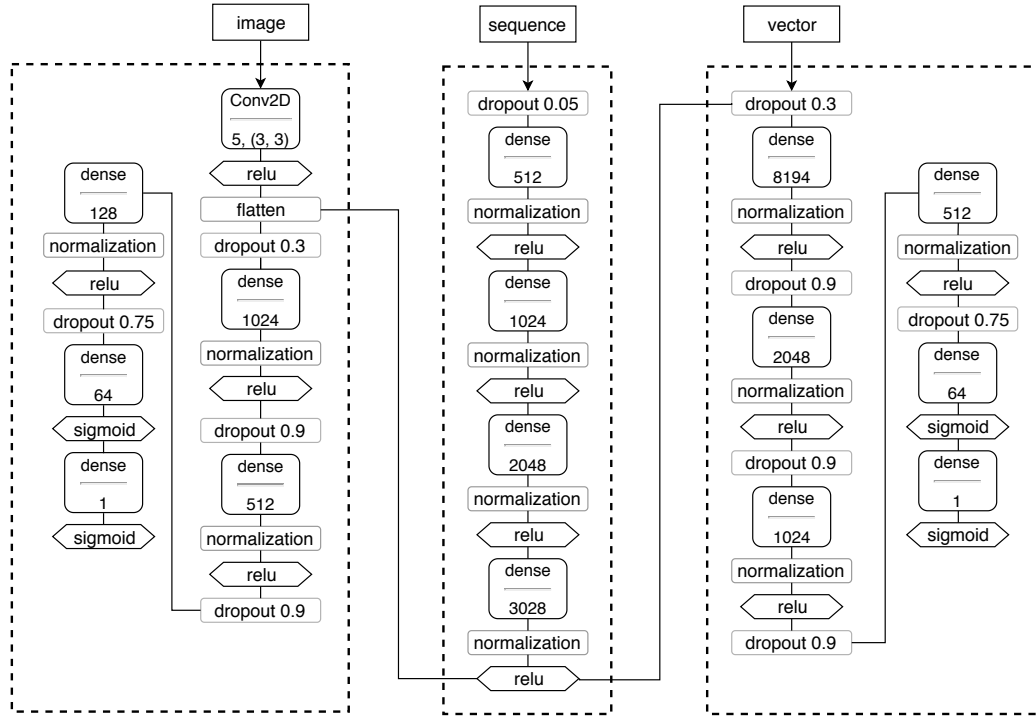 image
Conv2D
5, (3, 3)
relu
flatten
dropout 0.3
dense
1024
normalization
relu
dropout 0.9
dense
512
normalization
relu
dropout 0.9
dense
128
normalization
relu
dropout 0.75
dense
64
sigmoid
dense
1
sigmoid
sequence
dropout 0.05
dense
512
normalization
relu
dense
1024
normalization
relu
dense
2048
normalization
relu
dense
3028
normalization
relu
vector
dropout 0.3
dense
8194
normalization
relu
dropout 0.9
dense
2048
normalization
relu
dropout 0.9
dense
1024
normalization
relu
dropout 0.9
dense
512
normalization
relu
dropout 0.75
dense
64
sigmoid
dense
1
sigmoid